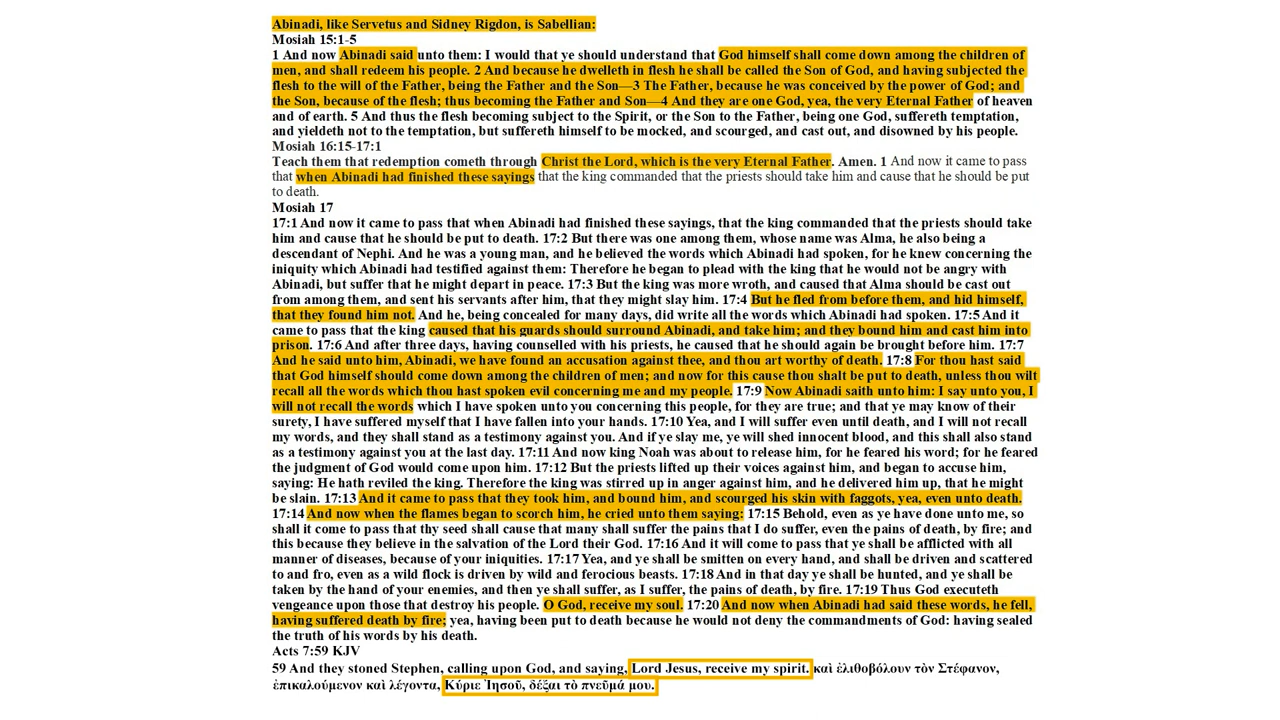 Abinadi, like Servetus and Sidney Rigdon, is Sabellian:
Mosiah 15:1-5
1 And now Abinadi said unto them: I would that ye should understand that God himself shall come down among the children of
men, and shall redeem his people. 2 And because he dwelleth in flesh he shall be called the Son of God, and having subjected the
flesh to the will of the Father, being the Father and the Son—3 The Father, because he was conceived by the power of God; and
the Son, because of the flesh; thus becoming the Father and Son—4 And they are one God, yea, the very Eternal Father of heaven
and of earth. 5 And thus the flesh becoming subject to the Spirit, or the Son to the Father, being one God, suffereth temptation,
and yieldeth not to the temptation, but suffereth himself to be mocked, and scourged, and cast out, and disowned by his people.
Mosiah 16:15-17:1
Teach them that redemption cometh through Christ the Lord, which is the very Eternal Father. Amen. 1 And now it came to pass
that when Abinadi had finished these sayings that the king commanded that the priests should take him and cause that he should be put
to death.
Mosiah 17
17:1 And now it came to pass that when Abinadi had finished these sayings, that the king commanded that the priests should take
him and cause that he should be put to death. 17:2 But there was one among them, whose name was Alma, he also being a
descendant of Nephi. And he was a young man, and he believed the words which Abinadi had spoken, for he knew concerning the
iniquity which Abinadi had testified against them: Therefore he began to plead with the king that he would not be angry with
Abinadi, but suffer that he might depart in peace. 17:3 But the king was more wroth, and caused that Alma should be cast out
from among them, and sent his servants after him, that they might slay him. 17:4 But he fled from before them, and hid himself,
that they found him not. And he, being concealed for many days, did write all the words which Abinadi had spoken. 17:5 And it
came to pass that the king caused that his guards should surround Abinadi, and take him; and they bound him and cast him into
prison. 17:6 And after three days, having counselled with his priests, he caused that he should again be brought before him. 17:7
And he said unto him, Abinadi, we have found an accusation against thee, and thou art worthy of death. 17:8 For thou hast said
that God himself should come down among the children of men; and now for this cause thou shalt be put to death, unless thou wilt
recall all the words which thou hast spoken evil concerning me and my people. 17:9 Now Abinadi saith unto him: I say unto you, I
will not recall the words which I have spoken unto you concerning this people, for they are true; and that ye may know of their
surety, I have suffered myself that I have fallen into your hands. 17:10 Yea, and I will suffer even until death, and I will not recall
my words, and they shall stand as a testimony against you. And if ye slay me, ye will shed innocent blood, and this shall also stand
as a testimony against you at the last day. 17:11 And now king Noah was about to release him, for he feared his word; for he feared
the judgment of God would come upon him. 17:12 But the priests lifted up their voices against him, and began to accuse him,
saying: He hath reviled the king. Therefore the king was stirred up in anger against him, and he delivered him up, that he might
be slain. 17:13 And it came to pass that they took him, and bound him, and scourged his skin with faggots, yea, even unto death.
17:14 And now when the flames began to scorch him, he cried unto them saying: 17:15 Behold, even as ye have done unto me, so
shall it come to pass that thy seed shall cause that many shall suffer the pains that I do suffer, even the pains of death, by fire; and
this because they believe in the salvation of the Lord their God. 17:16 And it will come to pass that ye shall be afflicted with all
manner of diseases, because of your iniquities. 17:17 Yea, and ye shall be smitten on every hand, and shall be driven and scattered
to and fro, even as a wild flock is driven by wild and ferocious beasts. 17:18 And in that day ye shall be hunted, and ye shall be
taken by the hand of your enemies, and then ye shall suffer, as I suffer, the pains of death, by fire. 17:19 Thus God executeth
vengeance upon those that destroy his people. O God, receive my soul. 17:20 And now when Abinadi had said these words, he fell,
having suffered death by fire; yea, having been put to death because he would not deny the commandments of God: having sealed
the truth of his words by his death.
Acts 7:59 KJV
59 And they stoned Stephen, calling upon God, and saying, Lord Jesus, receive my spirit. καὶ ἐλιθοβόλουν τὸν Στέφανον,
ἐπικαλούμενον καὶ λέγοντα, Κύριε Ἰησοῦ, δέξαι τὸ πνεῦμά μου.